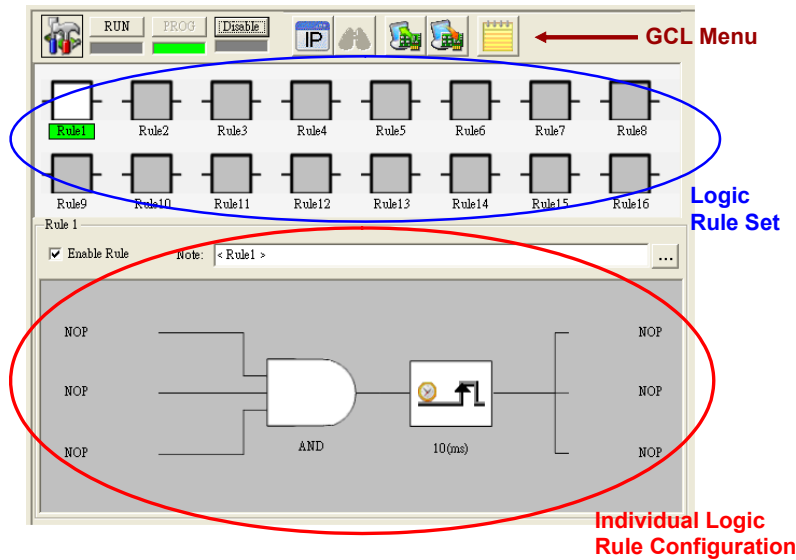 RUN PROG Disable IP GCL Menu
Rule1 Rule2 Rule3 Rule4 Rule5 Rule6 Rule7 Rule8
Rule9 Rule10 Rule11 Rule12 Rule13 Rule14 Rule15 Rule16
Logic
Rule Set
Rule 1
Enable Rule Note: < Rule1 > ...
NOP NOP
NOP NOP
AND 10(ms)
NOP NOP
Individual Logic
Rule Configuration